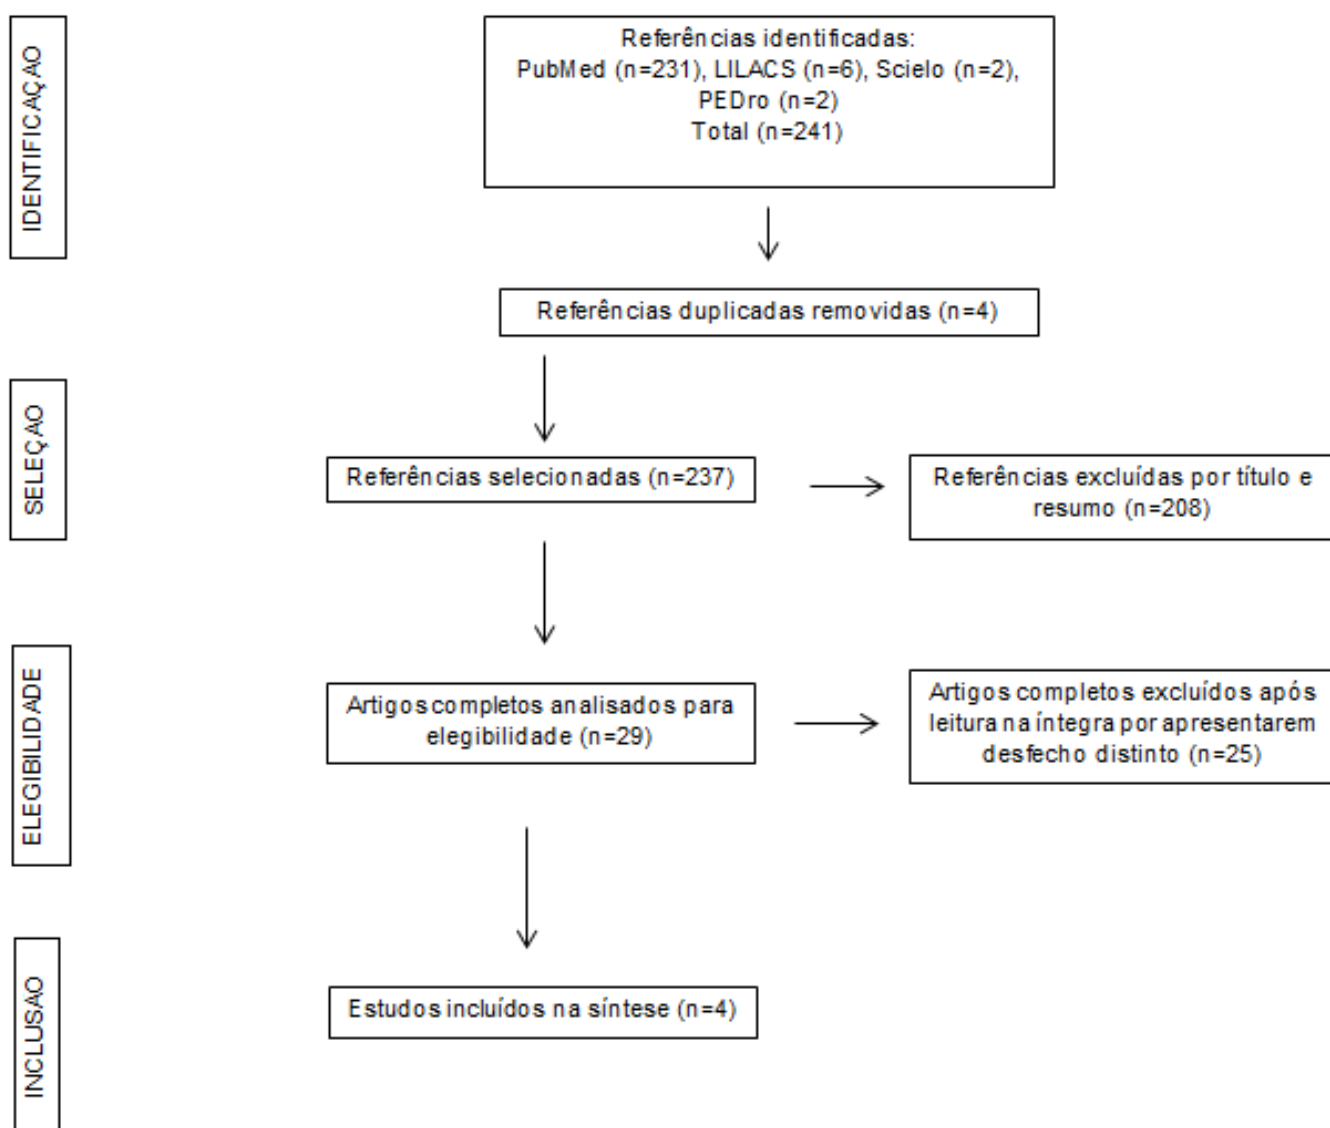 IDENTIFICAÇAO
Referências identificadas:
PubMed (n=231), LILACS (n=6), Scielo (n=2),
PEDro (n=2)
Total (n=241)
Referências duplicadas removidas (n=4)
SELEÇAO
Referências selecionadas (n=237)
Referências excluídas por título e
resumo (n=208)
ELEGIBILIDADE
Artigos completos analisados para
elegibilidade (n=29)
Artigos completos excluídos após
leitura na íntegra por apresentarem
desfecho distinto (n=25)
INCLUSAO
Estudos incluídos na síntese (n=4)